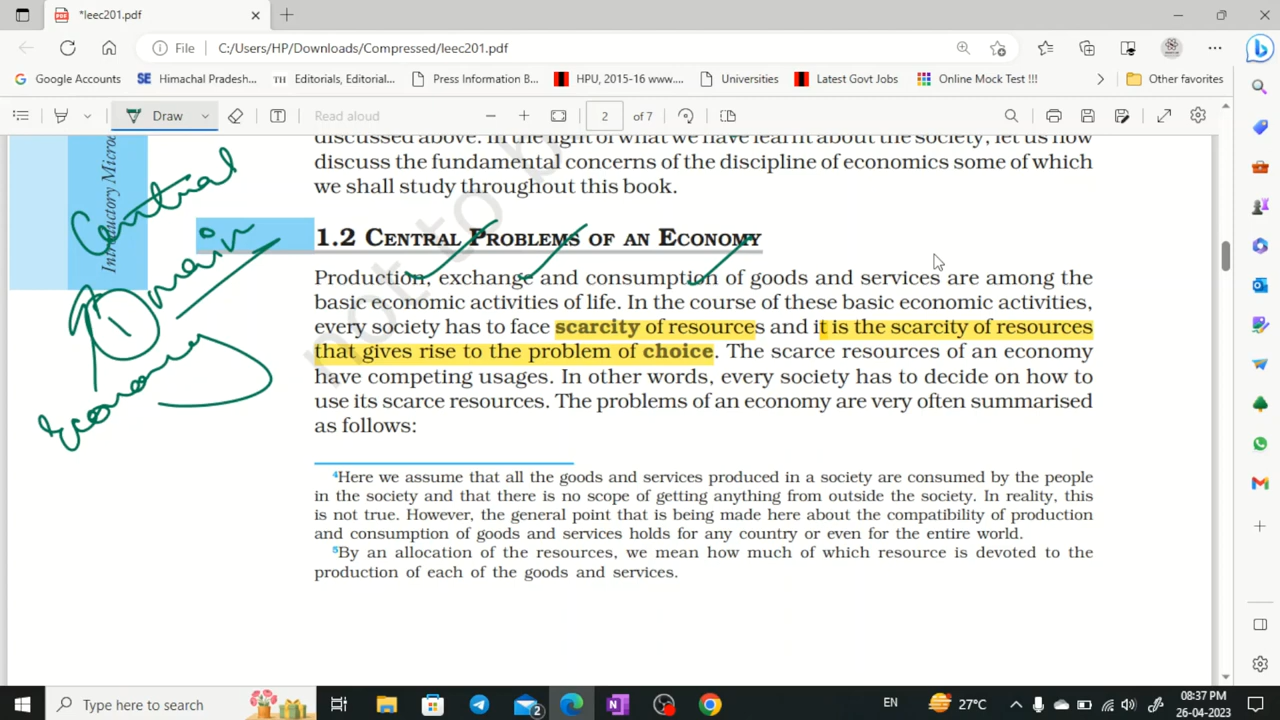 *leec201.pdf
File C:/Users/HP/Downloads/Compressed/leec201.pdf
Google Accounts SE Himachal Pradesh... TH Editorials, Editorial... Press Information B... HPU, 2015-16 www.... Universities Latest Govt Jobs Online Mock Test !!! Other favorites
Draw Read aloud 2 of 7
discussed above. In the light of what we have learnt about the society, let us now
discuss the fundamental concerns of the discipline of economics some of which
we shall study throughout this book.
Introductory Microec
Central
main
1
Economy
not to b
1.2 CENTRAL PROBLEMS OF AN ECONOMY
Production, exchange and consumption of goods and services are among the
basic economic activities of life. In the course of these basic economic activities,
every society has to face scarcity of resources and it is the scarcity of resources
that gives rise to the problem of choice. The scarce resources of an economy
have competing usages. In other words, every society has to decide on how to
use its scarce resources. The problems of an economy are very often summarised
as follows:
4Here we assume that all the goods and services produced in a society are consumed by the people
in the society and that there is no scope of getting anything from outside the society. In reality, this
is not true. However, the general point that is being made here about the compatibility of production
and consumption of goods and services holds for any country or even for the entire world.
5By an allocation of the resources, we mean how much of which resource is devoted to the
production of each of the goods and services.
Type here to search
2
N
EN
27°C
08:37 PM
26-04-2023